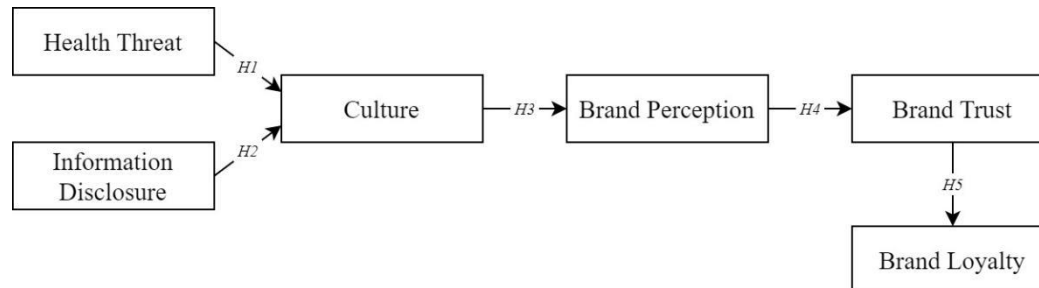 Health Threat
H1
Culture
H3
Brand Perception
H4
Brand Trust
H2
Information
Disclosure
H5
Brand Loyalty